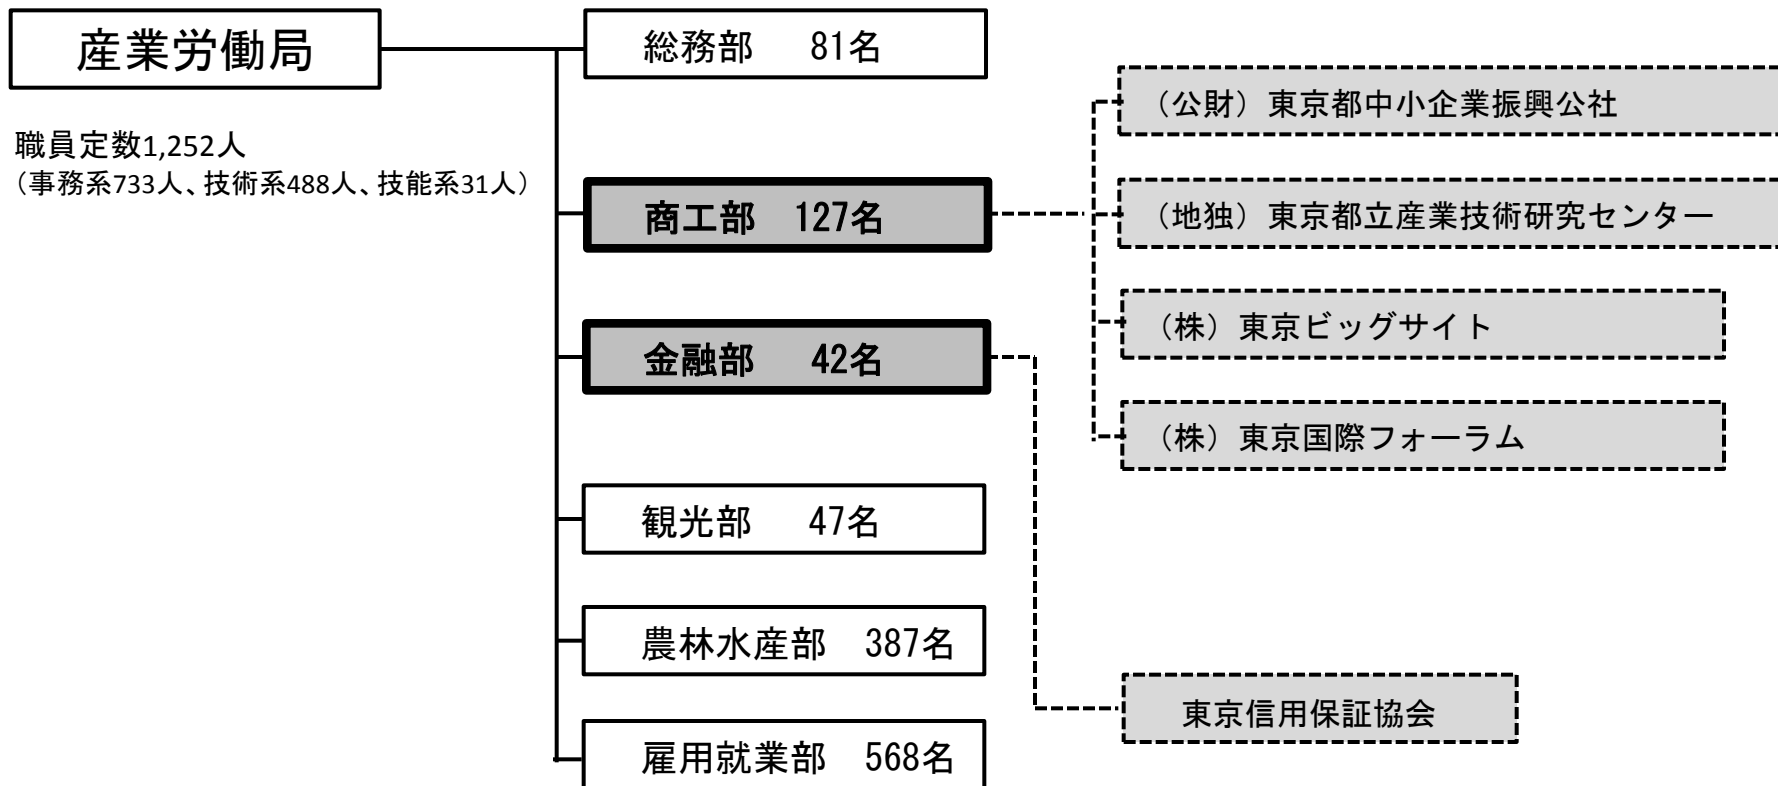 産業労働局
職員定数1,252人
（事務系733人、技術系488人、技能系31人）
総務部　81名
商工部　127名
金融部　42名
観光部　47名
農林水産部　387名
雇用就業部　568名
（公財）東京都中小企業振興公社
（地独）東京都立産業技術研究センター
（株）東京ビッグサイト
（株）東京国際フォーラム
東京信用保証協会